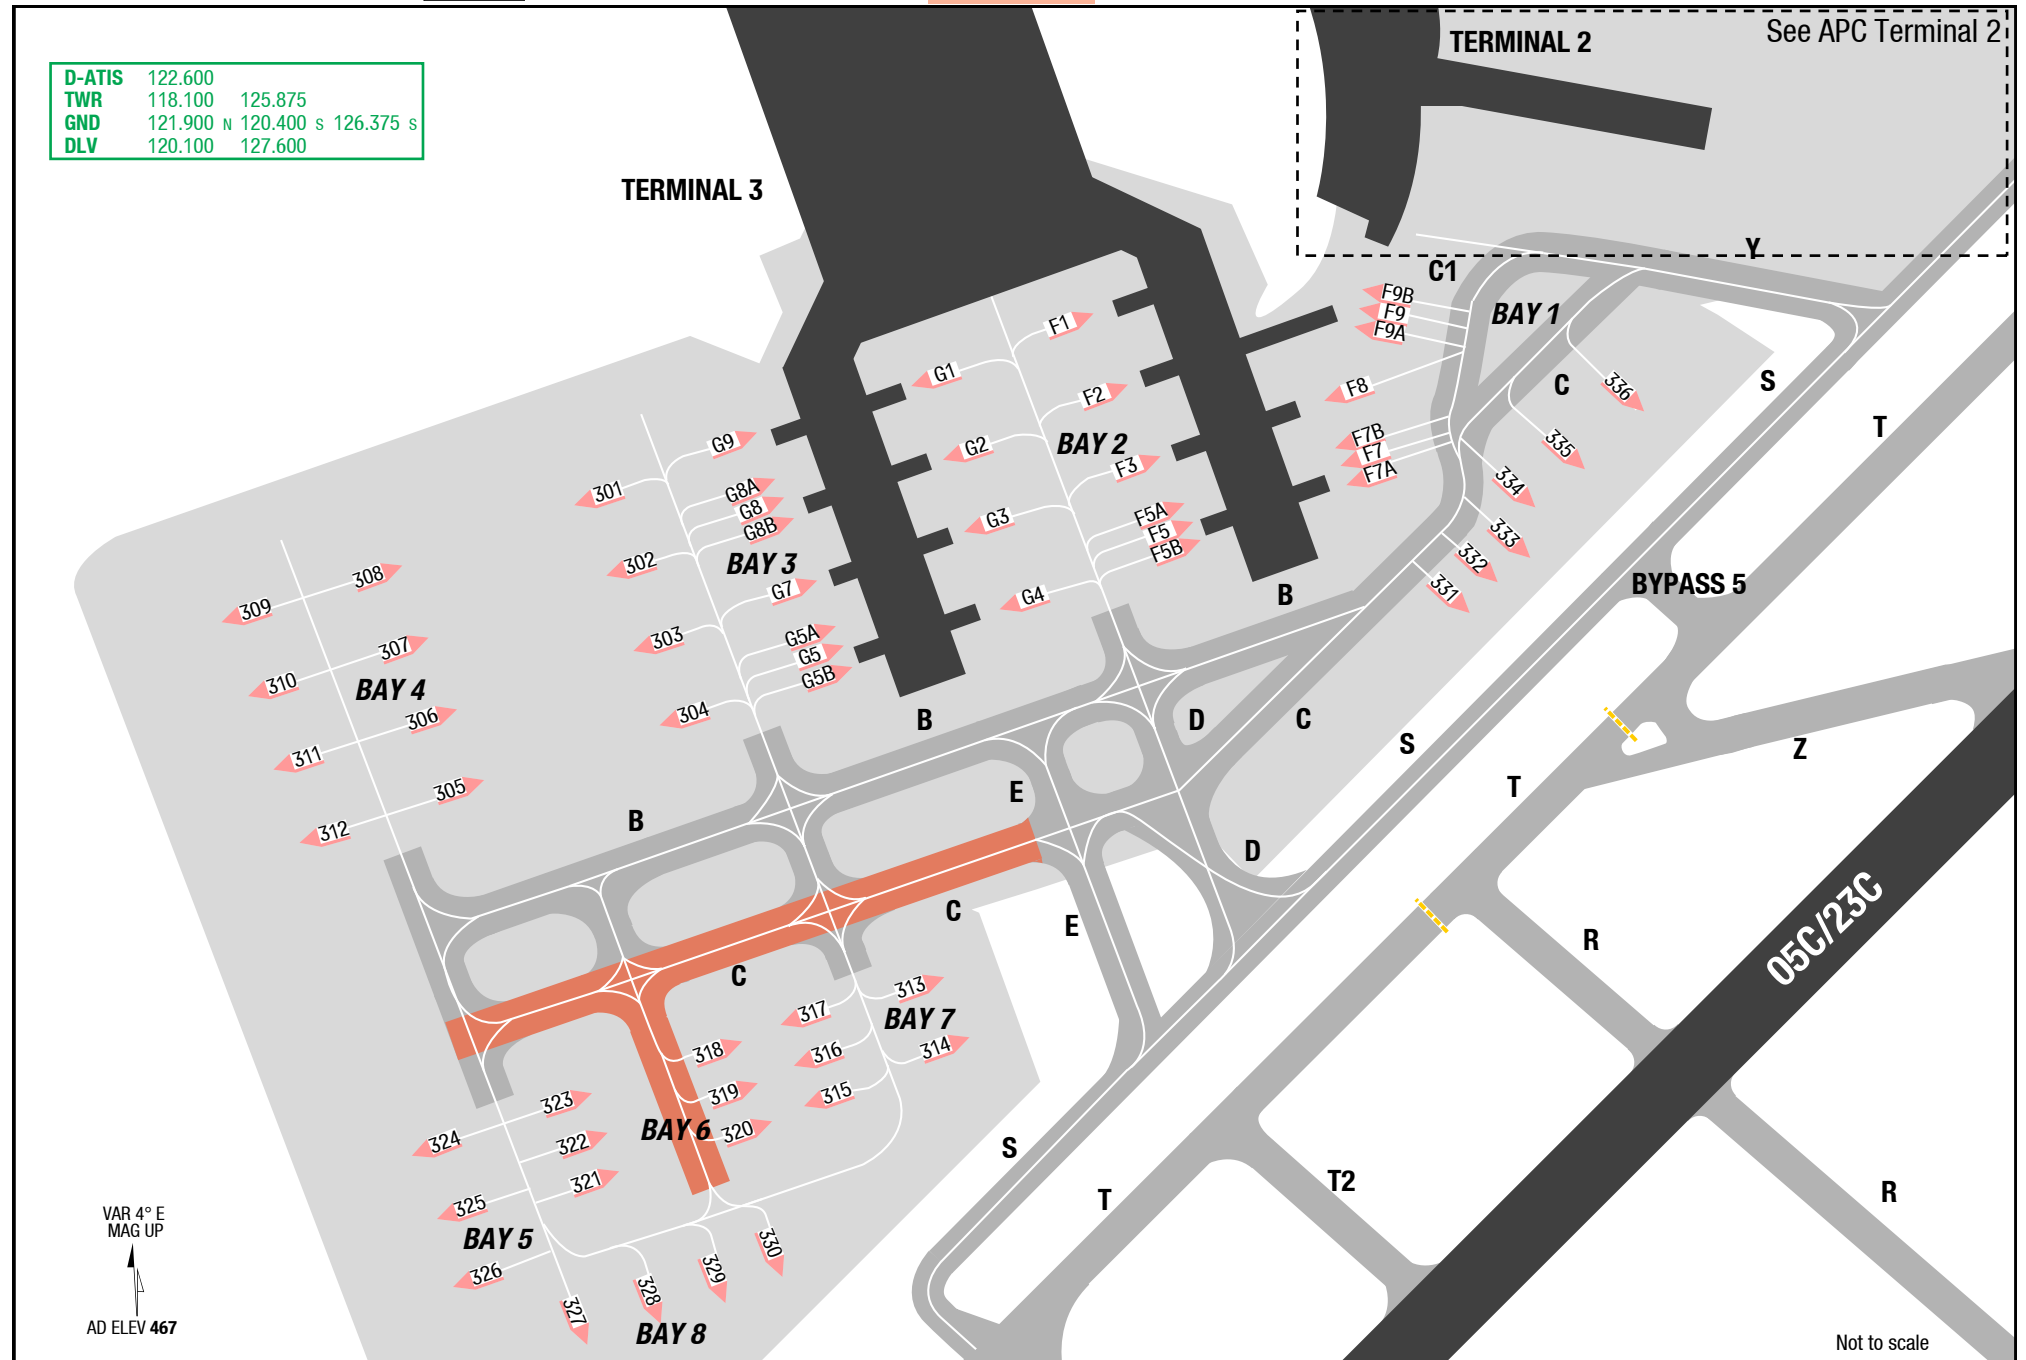 See APC Terminal 2
TERMINAL 2
D-ATIS 122.600
TWR 118.100 125.875
GND 121.900 N 120.400 S 126.375 S
DLV 120.100 127.600
TERMINAL 3
Y
C1
F9B
F9
F9A
BAY 1
F1
G1
F8
C
336
S
T
F2
G9
G2
BAY 2
F7B
F7
F7A
335
F3
301
G8A
G8
G8B
334
G3
F5A
F5
F5B
333
302
BAY 3
332
308
309
G7
G4
B
331
BYPASS 5
303
G5A
G5
G5B
307
310
BAY 4
306
304
B
D
C
S
Z
311
305
E
T
312
B
D
C
E
R
05C/23C
C
313
317
BAY 7
318
316
314
319
315
323
324
322
BAY 6
320
S
321
T2
T
R
325
VAR 4° E
MAG UP
BAY 5
330
326
329
328
327
AD ELEV 467
BAY 8
Not to scale